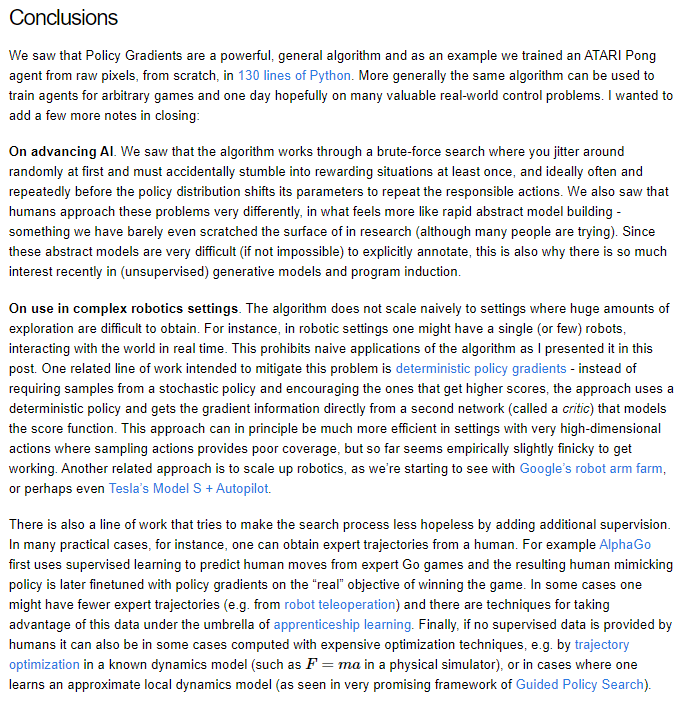 Conclusions
We saw that Policy Gradients are a powerful, general algorithm and as an example we trained an ATARI Pong
agent from raw pixels, from scratch, in 130 lines of Python. More generally the same algorithm can be used to
train agents for arbitrary games and one day hopefully on many valuable real-world control problems. I wanted to
add a few more notes in closing:
On advancing AI. We saw that the algorithm works through a brute-force search where you jitter around
randomly at first and must accidentally stumble into rewarding situations at least once, and ideally often and
repeatedly before the policy distribution shifts its parameters to repeat the responsible actions. We also saw that
humans approach these problems very differently, in what feels more like rapid abstract model building -
something we have barely even scratched the surface of in research (although many people are trying). Since
these abstract models are very difficult (if not impossible) to explicitly annotate, this is also why there is so much
interest recently in (unsupervised) generative models and program induction.
On use in complex robotics settings. The algorithm does not scale naively to settings where huge amounts of
exploration are difficult to obtain. For instance, in robotic settings one might have a single (or few) robots,
interacting with the world in real time. This prohibits naive applications of the algorithm as I presented it in this
post. One related line of work intended to mitigate this problem is deterministic policy gradients - instead of
requiring samples from a stochastic policy and encouraging the ones that get higher scores, the approach uses a
deterministic policy and gets the gradient information directly from a second network (called a critic) that models
the score function. This approach can in principle be much more efficient in settings with very high-dimensional
actions where sampling actions provides poor coverage, but so far seems empirically slightly finicky to get
working. Another related approach is to scale up robotics, as we're starting to see with Google's robot arm farm,
or perhaps even Tesla's Model S + Autopilot.
There is also a line of work that tries to make the search process less hopeless by adding additional supervision.
In many practical cases, for instance, one can obtain expert trajectories from a human. For example AlphaGo
first uses supervised learning to predict human moves from expert Go games and the resulting human mimicking
policy is later finetuned with policy gradients on the “real” objective of winning the game. In some cases one
might have fewer expert trajectories (e.g. from robot teleoperation) and there are techniques for taking
advantage of this data under the umbrella of apprenticeship learning. Finally, if no supervised data is provided by
humans it can also be in some cases computed with expensive optimization techniques, e.g. by trajectory
optimization in a known dynamics model (such as F = ma in a physical simulator), or in cases where one
learns an approximate local dynamics model (as seen in very promising framework of Guided Policy Search).